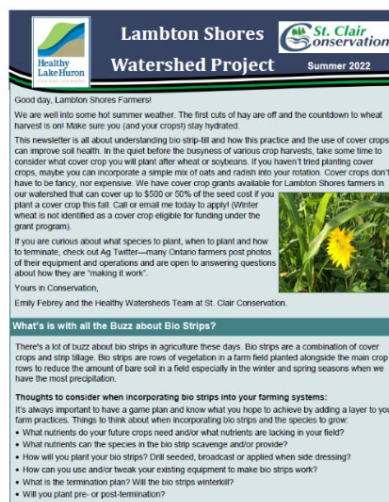 Healthy
Lake Huron
Lambton Shores
Watershed Project
St. Clair
Conservation
Summer 2022
Good day, Lambton Shores Farmers!
We are well into some hot summer weather. The first cuts of hay are off and the countdown to wheat
harvest is on! Make sure you (and your crops!) stay hydrated.
This newsletter is all about understanding bio strip-till and how this practice and the use of cover crops
can improve soil health. In the quiet before the busyness of various crop harvests, take some time to
consider what cover crop you will plant after wheat or soybeans. If you haven't tried planting cover
crops, maybe you can incorporate a simple mix of oats and radish into your rotation. Cover crops don't
have to be fancy, nor expensive. We have cover crop grants available for Lambton Shores farmers in
our watershed that can cover up to $500 or 50% of the seed cost if you
plant a cover crop this fall. Call or email me today to apply! (Winter
wheat is not identified as a cover crop eligible for funding under the
grant program).
If you are curious about what species to plant, when to plant and how
to terminate, check out Ag Twitter—many Ontario farmers post photos
of their equipment and operations and are open to answering questions
about how they are "making it work".
Yours in Conservation,
Emily Febrey and the Healthy Watersheds Team at St. Clair Conservation.
What's is with all the Buzz about Bio Strips?
There's a lot of buzz about bio strips in agriculture these days. Bio strips are a combination of cover
crops and strip tillage. Bio strips are rows of vegetation in a farm field planted alongside the main crop
rows to reduce the amount of bare soil in a field especially in the winter and spring seasons when we
have the most precipitation.
Thoughts to consider when incorporating bio strips into your farming systems:
It's always important to have a game plan and know what you hope to achieve by adding a layer to you
farm practices. Things to think about when incorporating bio strips and the species to grow:
• What nutrients do your future crops need and/or what nutrients are lacking in your field?
• What nutrients can the species in the bio strip scavenge and/or provide?
• How will you plant your bio strips? Drill seeded, broadcast or applied when side dressing?
• How can you use and/or tweak your existing equipment to make bio strips work?
• What is the termination plan? Will the bio strips winterkill?
• Will you plant pre- or post-termination?